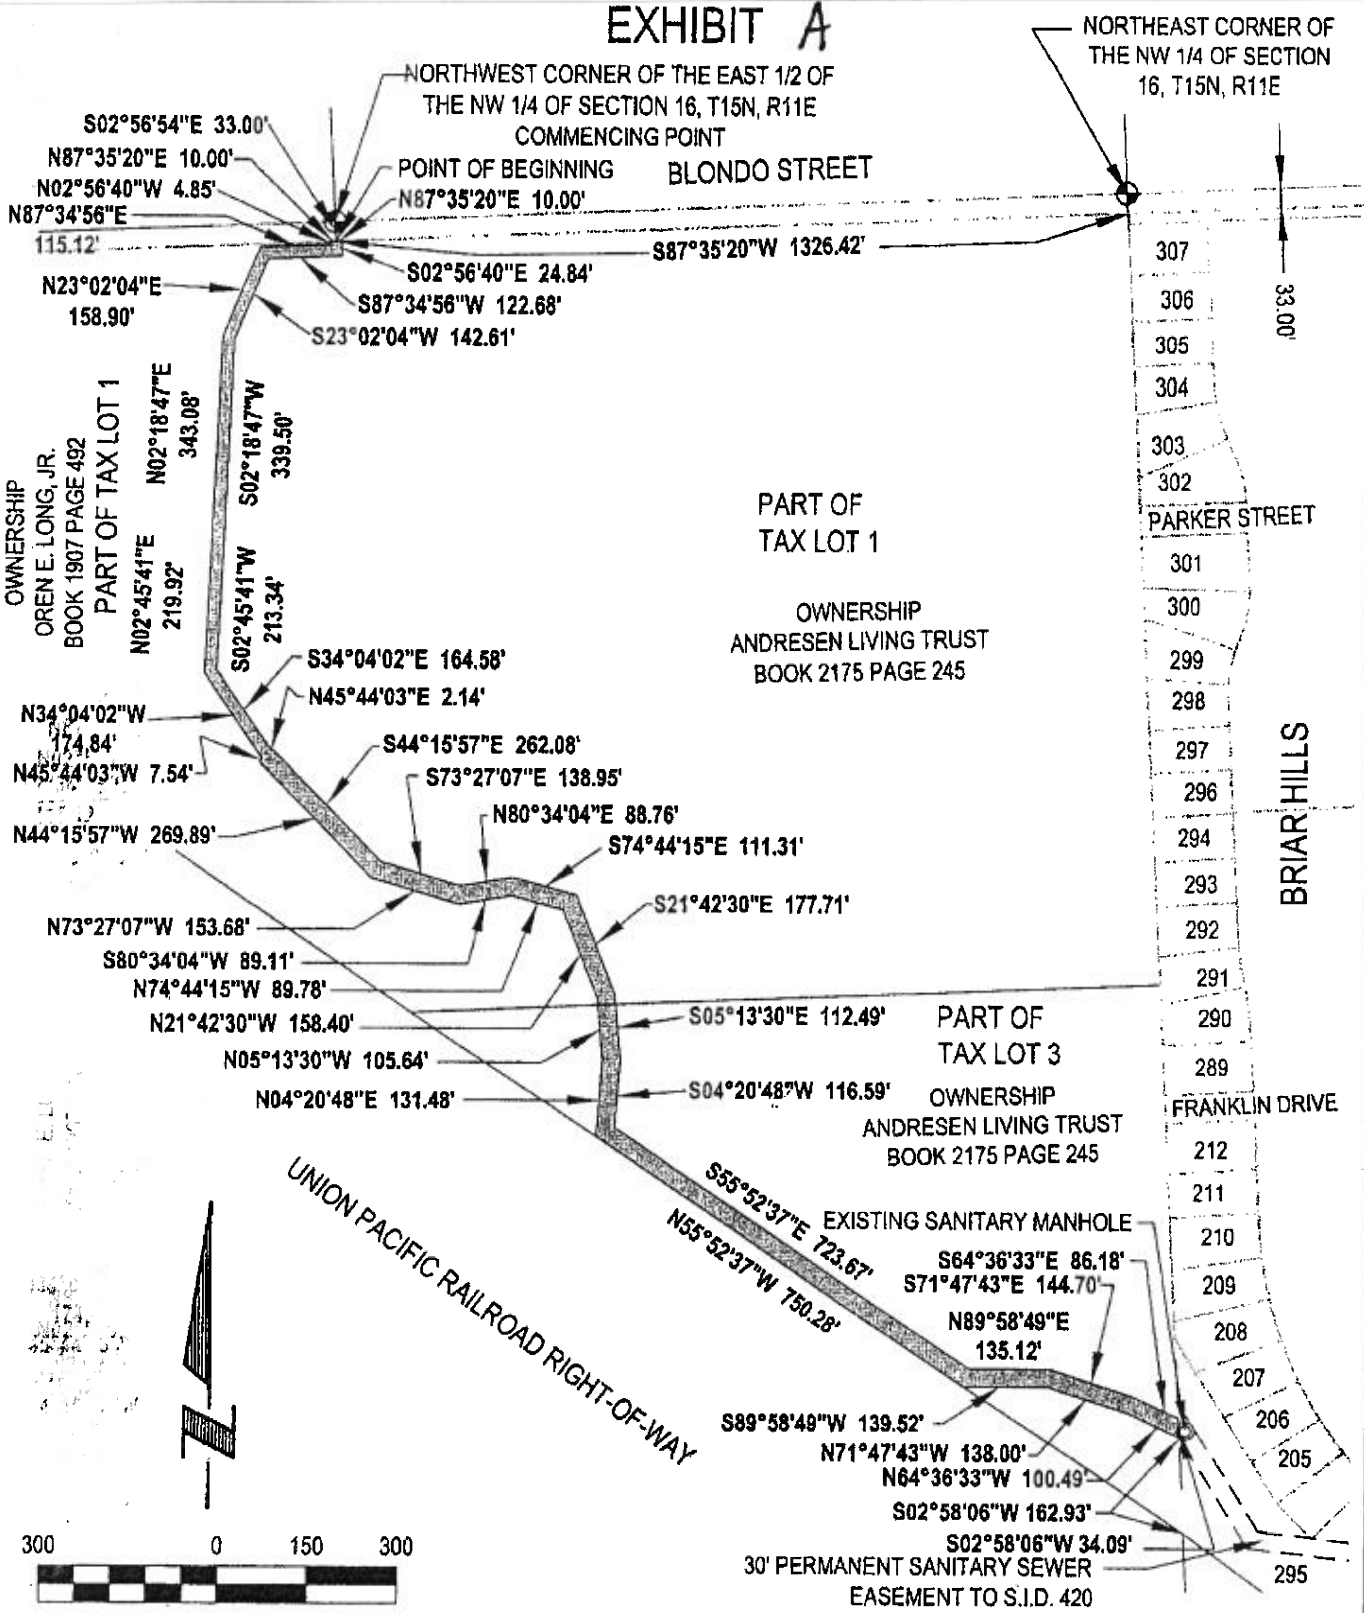 EXHIBIT A
NORTHWEST CORNER OF THE EAST 1/2 OF
THE NW 1/4 OF SECTION 16, T15N, R11E
COMMENCING POINT
NORTHEAST CORNER OF
THE NW 1/4 OF SECTION
16, T15N, R11E
S02°56'54"E 33.00'
N87°35'20"E 10.00'
N02°56'40"W 4.85'
N87°34'56"E
115.12'
POINT OF BEGINNING
BLONDO STREET
N87°35'20"E 10.00'
S87°35'20"W 1326.42'
S02°56'40"E 24.84'
S87°34'56"W 122.68'
S23°02'04"W 142.61'
N23°02'04"E
158.90'
33.00'
307
306
305
304
303
302
PARKER STREET
301
300
299
298
297
296
294
293
292
291
290
289
FRANKLIN DRIVE
212
211
210
209
208
207
206
205
295
BRIAR HILLS
OWNERSHIP
OREN E. LONG, JR.
BOOK 1907 PAGE 492
PART OF TAX LOT 1
N02°18'47"E
343.08'
S02°18'47"W
339.50'
N02°45'41"E
219.92'
S02°45'41"W
213.34'
PART OF
TAX LOT 1
OWNERSHIP
ANDRESEN LIVING TRUST
BOOK 2175 PAGE 245
S34°04'02"E 164.58'
N45°44'03"E 2.14'
N34°04'02"W
174.84'
N45°44'03"W 7.54'
S44°15'57"E 262.08'
S73°27'07"E 138.95'
N80°34'04"E 88.76'
S74°44'15"E 111.31'
N44°15'57"W 269.89'
S21°42'30"E 177.71'
N73°27'07"W 153.68'
S80°34'04"W 89.11'
N74°44'15"W 89.78'
N21°42'30"W 158.40'
S05°13'30"E 112.49'
N05°13'30"W 105.64'
S04°20'48"W 116.59'
N04°20'48"E 131.48'
PART OF
TAX LOT 3
OWNERSHIP
ANDRESEN LIVING TRUST
BOOK 2175 PAGE 245
UNION PACIFIC RAILROAD RIGHT-OF-WAY
S55°52'37"E 723.67'
N55°52'37"W 750.28'
EXISTING SANITARY MANHOLE
S64°36'33"E 86.18'
S71°47'43"E 144.70'
N89°58'49"E
135.12'
S89°58'49"W 139.52'
N71°47'43"W 138.00'
N64°36'33"W 100.49'
S02°58'06"W 162.93'
S02°58'06"W 34.09'
30' PERMANENT SANITARY SEWER
EASEMENT TO S.I.D. 420
300 0 150 300